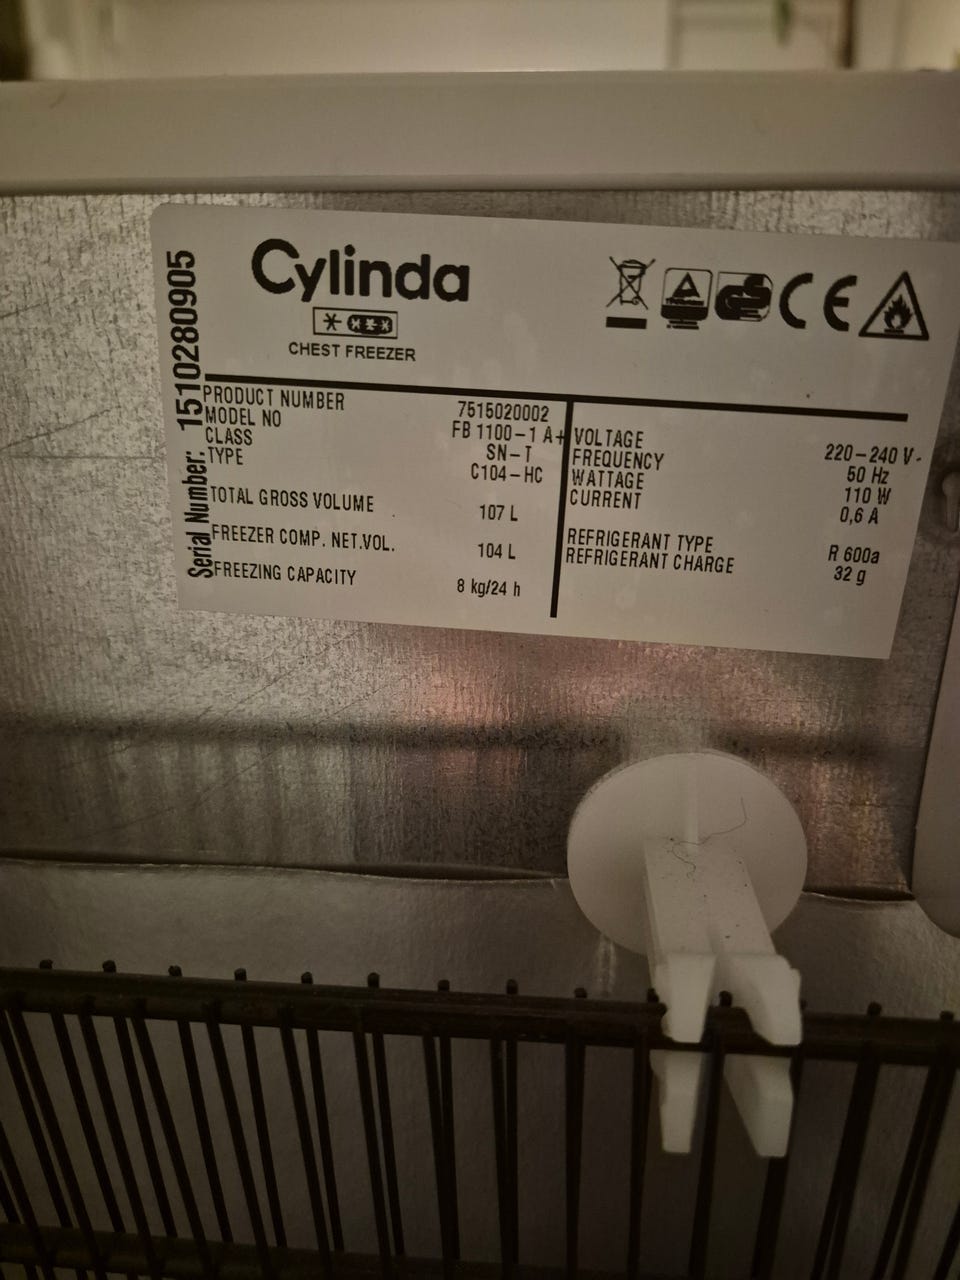 Cylinda
CHEST FREEZER
CE
Serial Number: 1510280905
PRODUCT NUMBER 7515020002
MODEL NO FB 1100-1 A+
CLASS SN-T
TYPE C104-HC
TOTAL GROSS VOLUME 107 L
FREEZER COMP. NET.VOL. 104 L
FREEZING CAPACITY 8 kg/24 h
VOLTAGE 220-240 V~
FREQUENCY 50 Hz
WATTAGE 110 W
CURRENT 0,6 A
REFRIGERANT TYPE R 600a
REFRIGERANT CHARGE 32 g